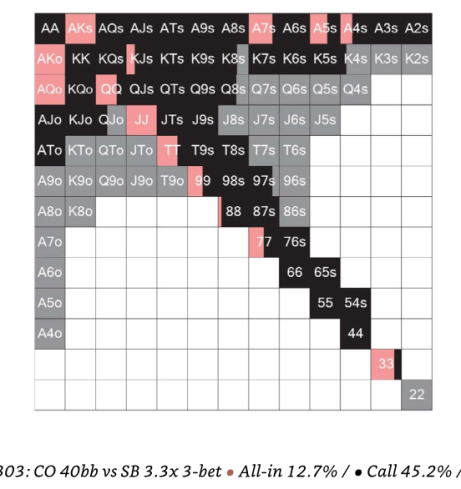 AA AKs AQs AJs ATs A9s A8s A7s A6s A5s A4s A3s A2s
AKo KK KQs KJs KTs K9s K8s K7s K6s K5s K4s K3s K2s
AQo KQo QQ QJs QTs Q9s Q8s Q7s Q6s Q5s Q4s
AJo KJo QJo JJ JTs J9s J8s J7s J6s J5s
ATo KTo QTo JTo TT T9s T8s T7s T6s
A9o K9o Q9o J9o T9o 99 98s 97s 96s
A8o K8o 88 87s 86s
A7o 77 76s
A6o 66 65s
A5o 55 54s
A4o 44
33
22
303: CO 40bb vs SB 3.3x 3-bet • All-in 12.7% / • Call 45.2% /